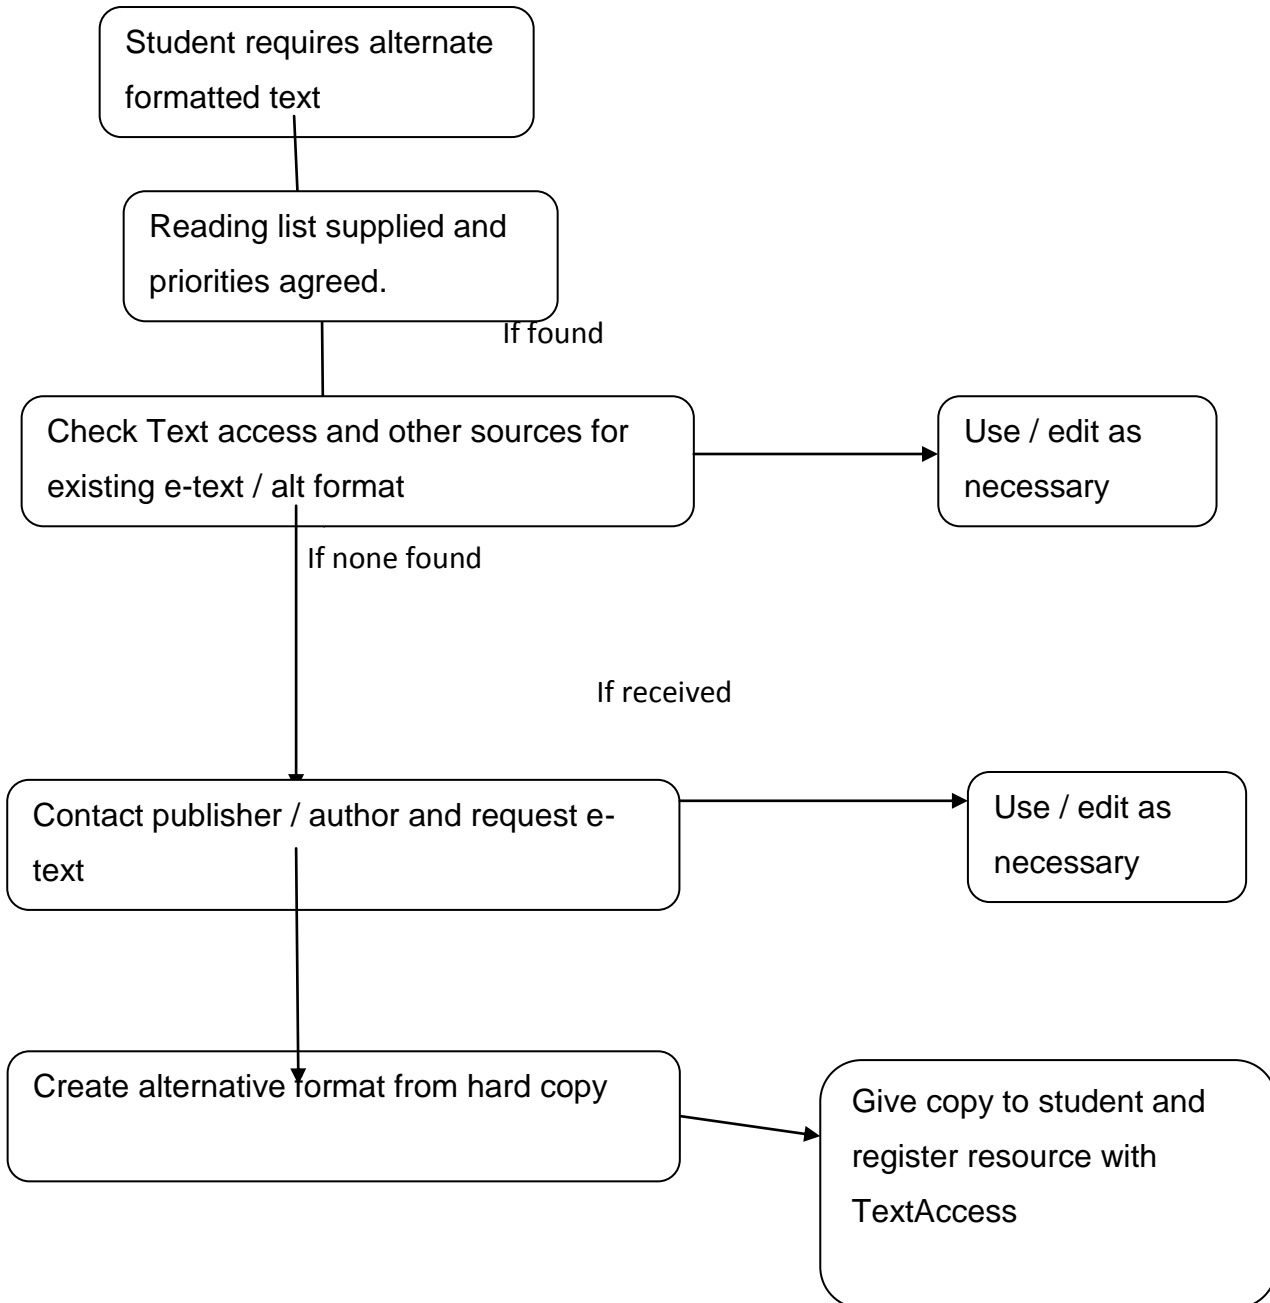 Student requires alternate
formatted text
Reading list supplied and
priorities agreed.
If found
Check Text access and other sources for
existing e-text / alt format
Use / edit as
necessary
If none found
If received
Contact publisher / author and request e-
text
Use / edit as
necessary
Create alternative format from hard copy
Give copy to student and
register resource with
TextAccess